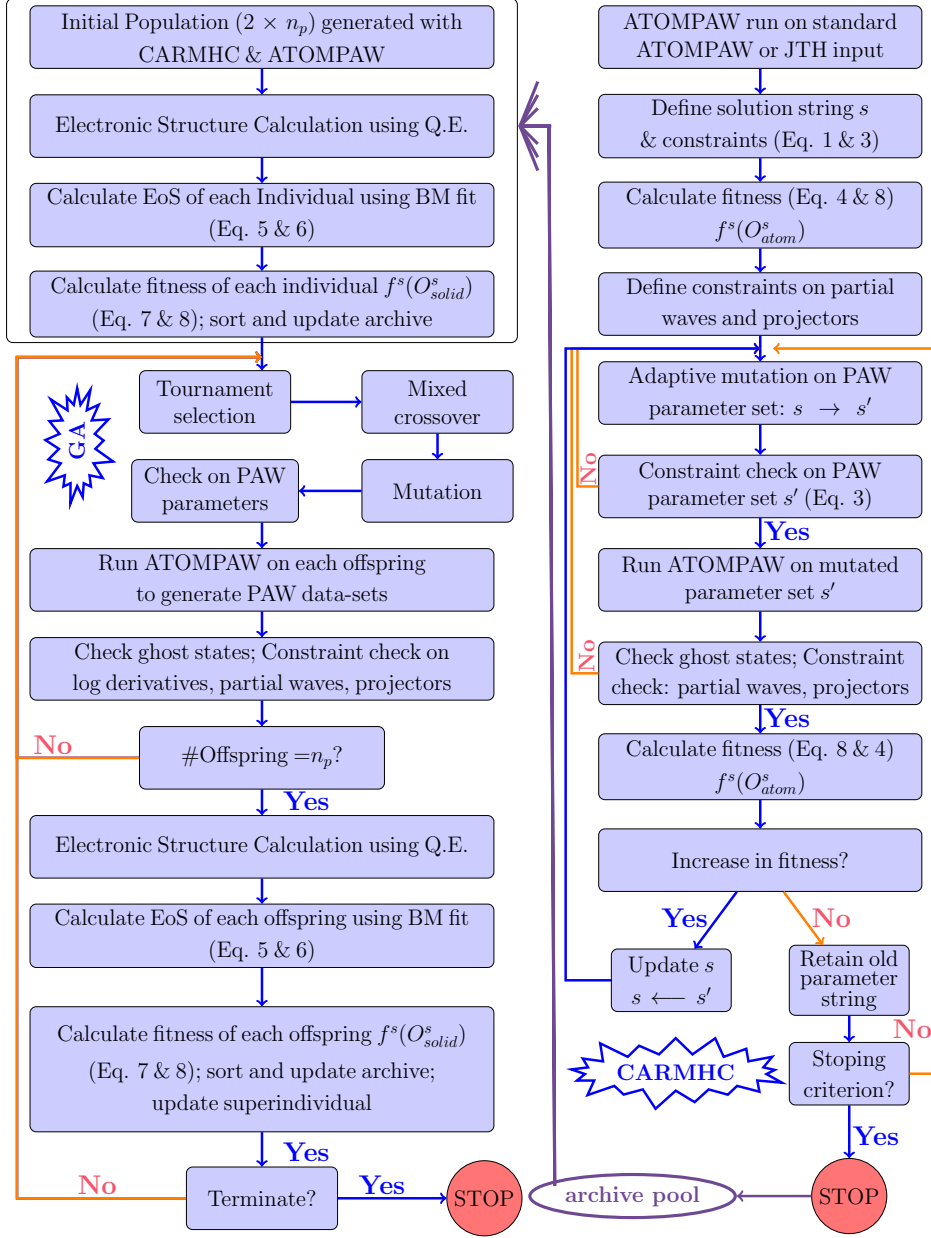 Initial Population (2 × n_p) generated with
CARMHC & ATOMPAW
Electronic Structure Calculation using Q.E.
Calculate EoS of each Individual using BM fit
(Eq. 5 & 6)
Calculate fitness of each individual f^s(O^s_solid)
(Eq. 7 & 8); sort and update archive
Tournament
selection
Mixed
crossover
GA
Check on PAW
parameters
Mutation
Run ATOMPAW on each offspring
to generate PAW data-sets
Check ghost states; Constraint check on
log derivatives, partial waves, projectors
No
#Offspring =n_p?
Yes
Electronic Structure Calculation using Q.E.
Calculate EoS of each offspring using BM fit
(Eq. 5 & 6)
Calculate fitness of each offspring f^s(O^s_solid)
(Eq. 7 & 8); sort and update archive;
update superindividual
Yes
No
Terminate?
Yes
STOP
ATOMPAW run on standard
ATOMPAW or JTH input
Define solution string s
& constraints (Eq. 1 & 3)
Calculate fitness (Eq. 4 & 8)
f^s(O^s_atom)
Define constraints on partial
waves and projectors
Adaptive mutation on PAW
parameter set: s → s′
No
Constraint check on PAW
parameter set s′ (Eq. 3)
Yes
Run ATOMPAW on mutated
parameter set s′
No
Check ghost states; Constraint
check: partial waves, projectors
Yes
Calculate fitness (Eq. 8 & 4)
f^s(O^s_atom)
Increase in fitness?
Yes
No
Update s
s ⟵ s′
Retain old
parameter
string
No
CARMHC
Stoping
criterion?
Yes
archive pool
STOP